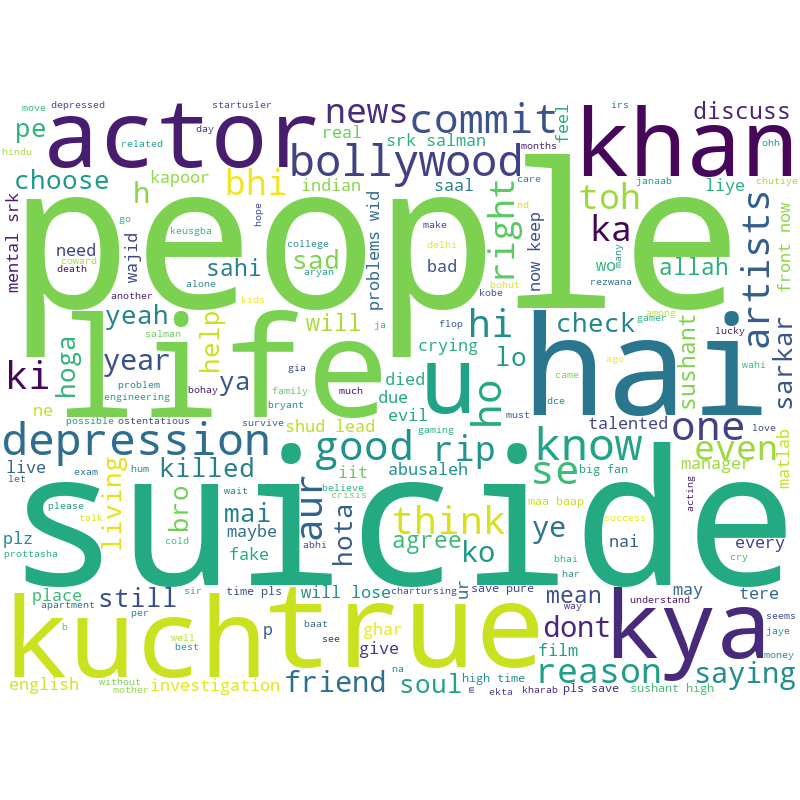 move
depressed
startusler
news
commit
feel
irs
discuss
ohh
pe
day
related
actor
real
srk salman
months
khan
hindu
choose
h
kapoor
bhi
bollywood
indian
saal
care
nd
toh
liye
janaab
chutiye
mental srk
wajid
go
keusgba
hope
people
problems wid
right
make
now keep
ka
delhi
many
artists
front now
need
coward
death
sahi
college
aryan
sad
bad
kobe
bohut
wo
rezwana
allah
another
alone
kids
yeah
help
salman
will
ja
flop
hi
check
among
gamer
lucky
sushant
sarkar
ki
hoga
year
problem
engineering
bohay
ya
gia
family
life
crying
much
died
lo
u
ho
hai
came
ago
wahi
ne
possible
ostentatious
survive
bryant
shud lead
due
evil
must
dce
gaming
talented
one
love
depression
good rip
know
even
live
exam
hum
killed
iit
abusaleh
se
big fan
manager
matlab
let
living
bro
wait
crisis
maa baap
acting
please
suicide
plz
talk
prottasha
mai
maybe
cold
fake
aur
abhi
hota
think
agree
ko
ye
nai
success
bhai
every
cry
place
apartment
still
sir
time pls
will lose
chartursing
ur
save pure
har
mean
way
may
understand
tere
seems
jaye
b
kuch
per
well
best
p
baat
see
ghar
give
true
dont
film
kya
money
english
without
mother
investigation
friend
believe
na
soul
high time
m
ekta
kharab
reason
pls save
sushant high
saying